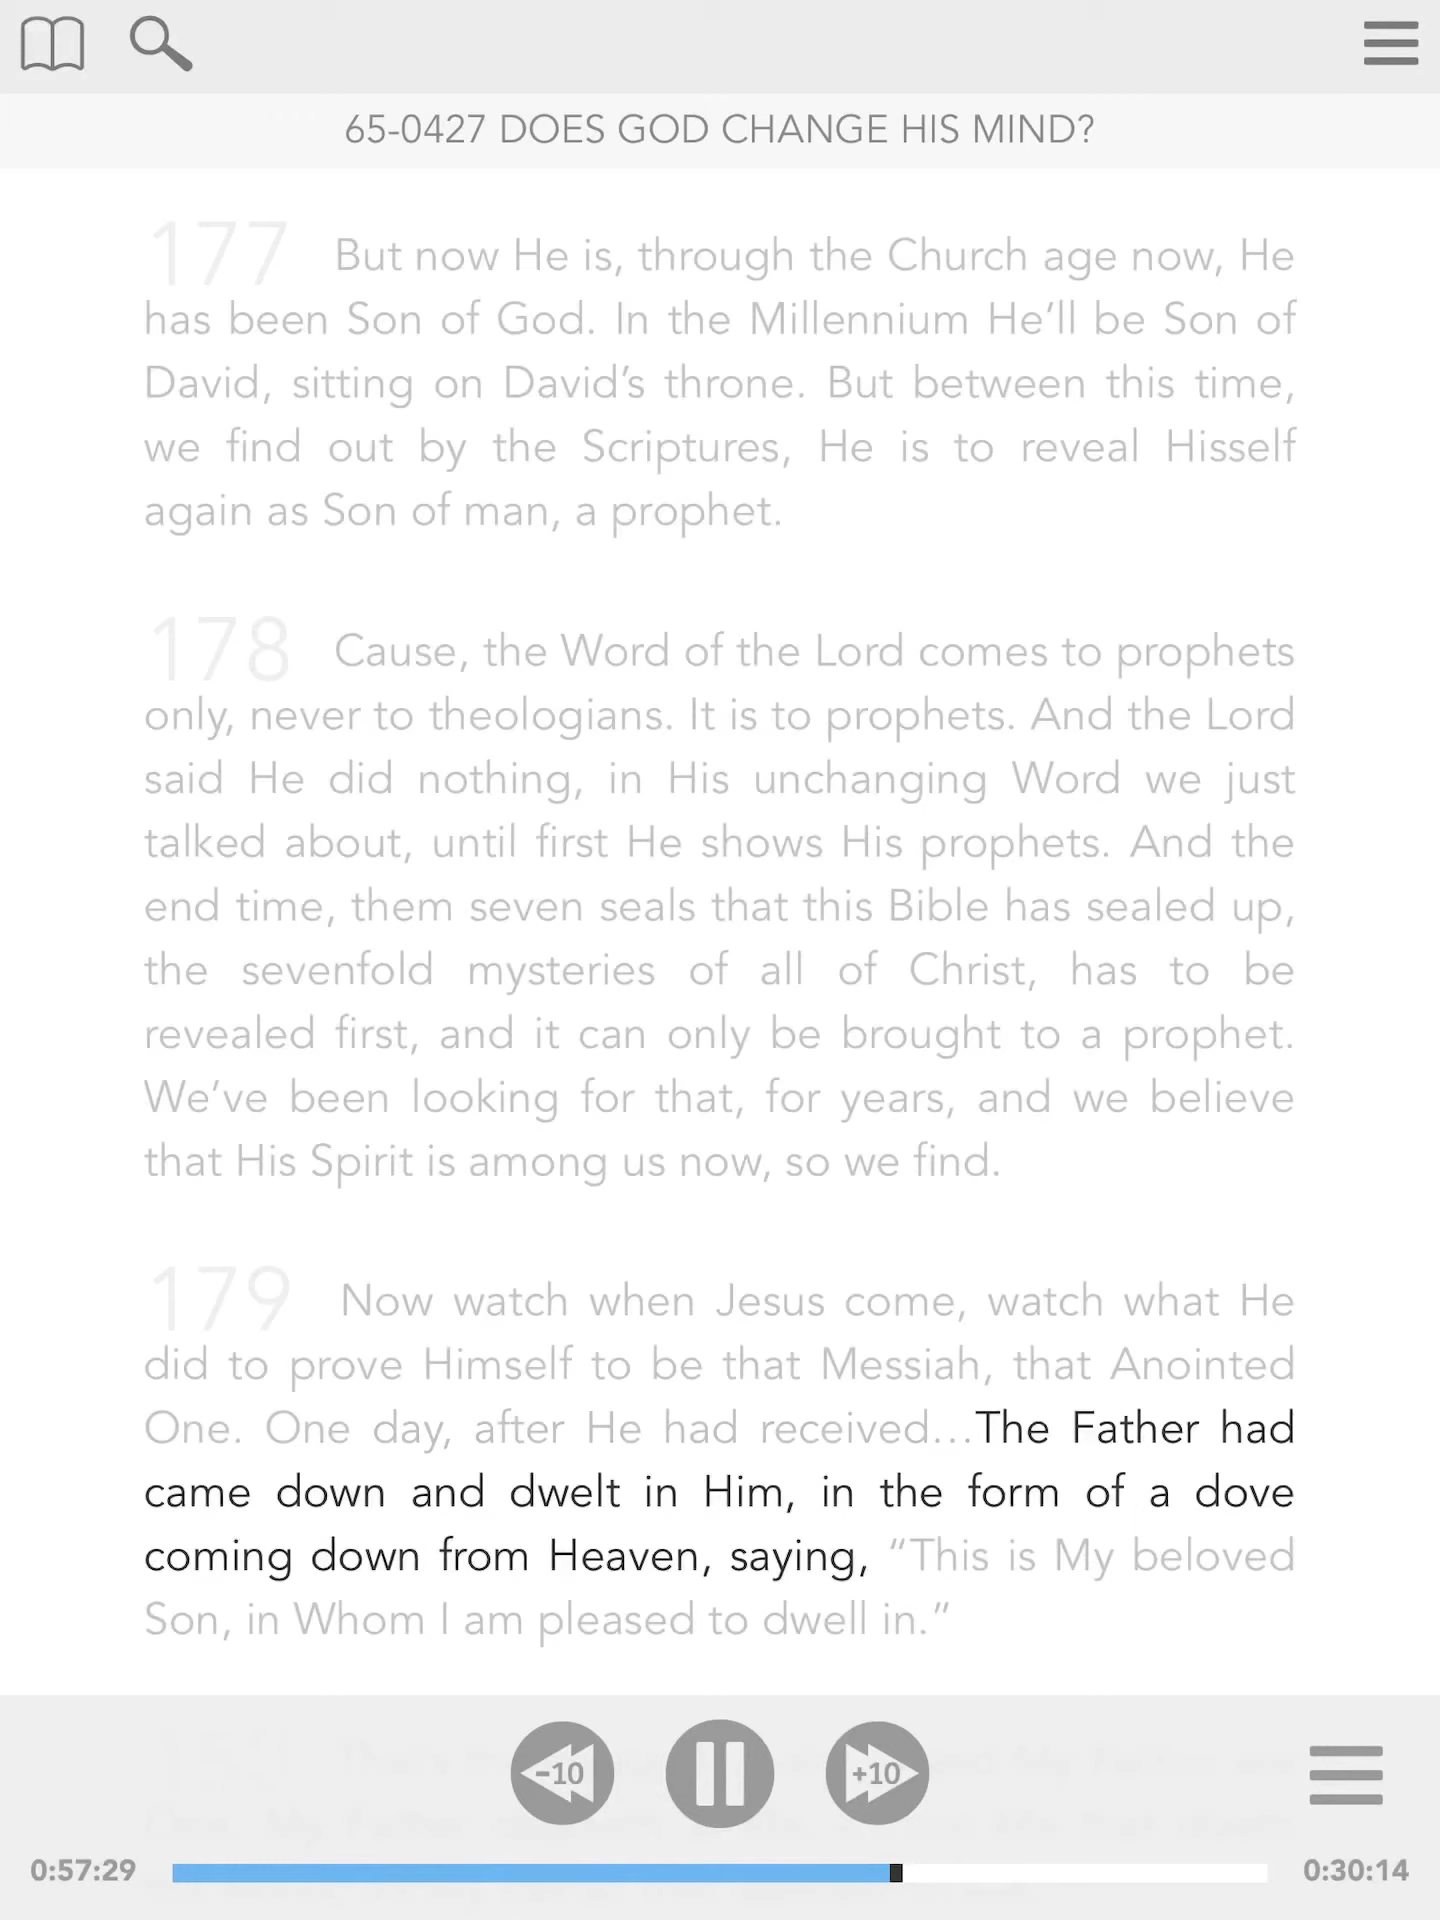 65-0427 DOES GOD CHANGE HIS MIND?
177 But now He is, through the Church age now, He
has been Son of God. In the Millennium He’ll be Son of
David, sitting on David’s throne. But between this time,
we find out by the Scriptures, He is to reveal Hisself
again as Son of man, a prophet.
178 Cause, the Word of the Lord comes to prophets
only, never to theologians. It is to prophets. And the Lord
said He did nothing, in His unchanging Word we just
talked about, until first He shows His prophets. And the
end time, them seven seals that this Bible has sealed up,
the sevenfold mysteries of all of Christ, has to be
revealed first, and it can only be brought to a prophet.
We’ve been looking for that, for years, and we believe
that His Spirit is among us now, so we find.
179 Now watch when Jesus come, watch what He
did to prove Himself to be that Messiah, that Anointed
One. One day, after He had received…The Father had
came down and dwelt in Him, in the form of a dove
coming down from Heaven, saying, “This is My beloved
Son, in Whom I am pleased to dwell in.”
-10 +10
0:57:29 0:30:14